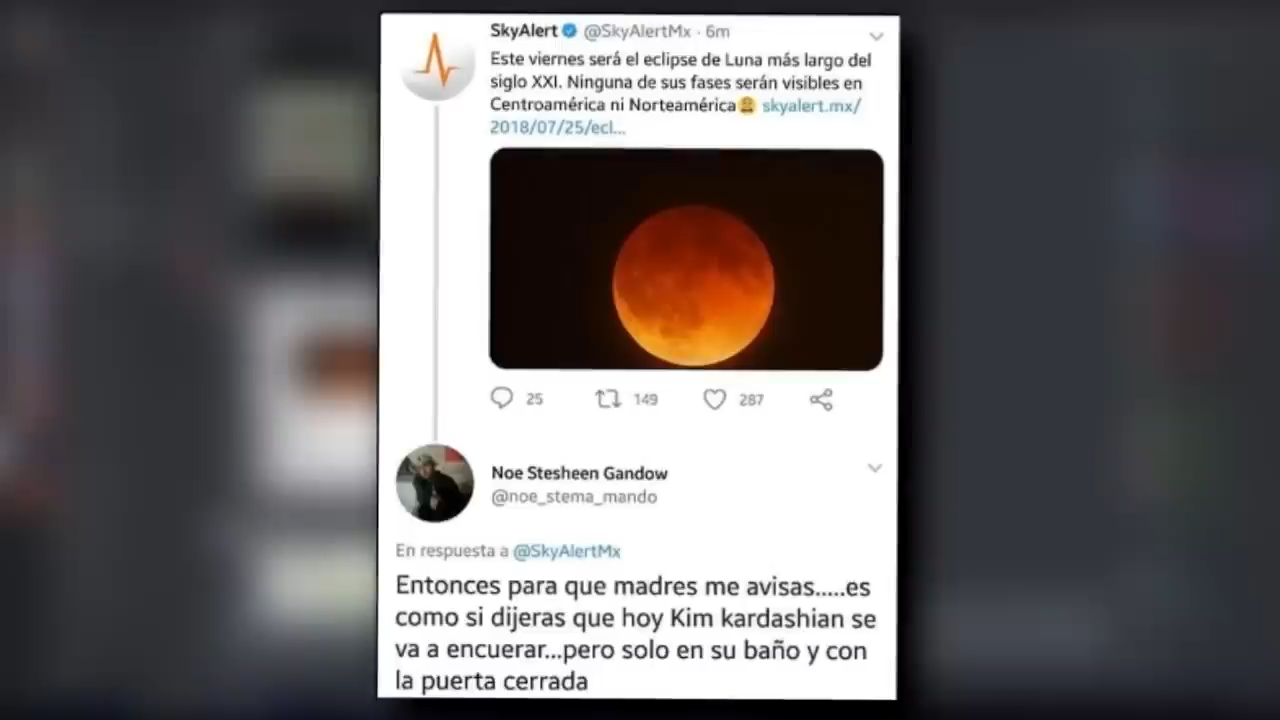 SkyAlert @SkyAlertMx · 6m
Este viernes será el eclipse de Luna más largo del
siglo XXI. Ninguna de sus fases serán visibles en
Centroamérica ni Norteamérica😩 skyalert.mx/
2018/07/25/ecl...
25 149 287
Noe Stesheen Gandow
@noe_stema_mando
En respuesta a @SkyAlertMx
Entonces para que madres me avisas.....es
como si dijeras que hoy Kim kardashian se
va a encuerar...pero solo en su baño y con
la puerta cerrada